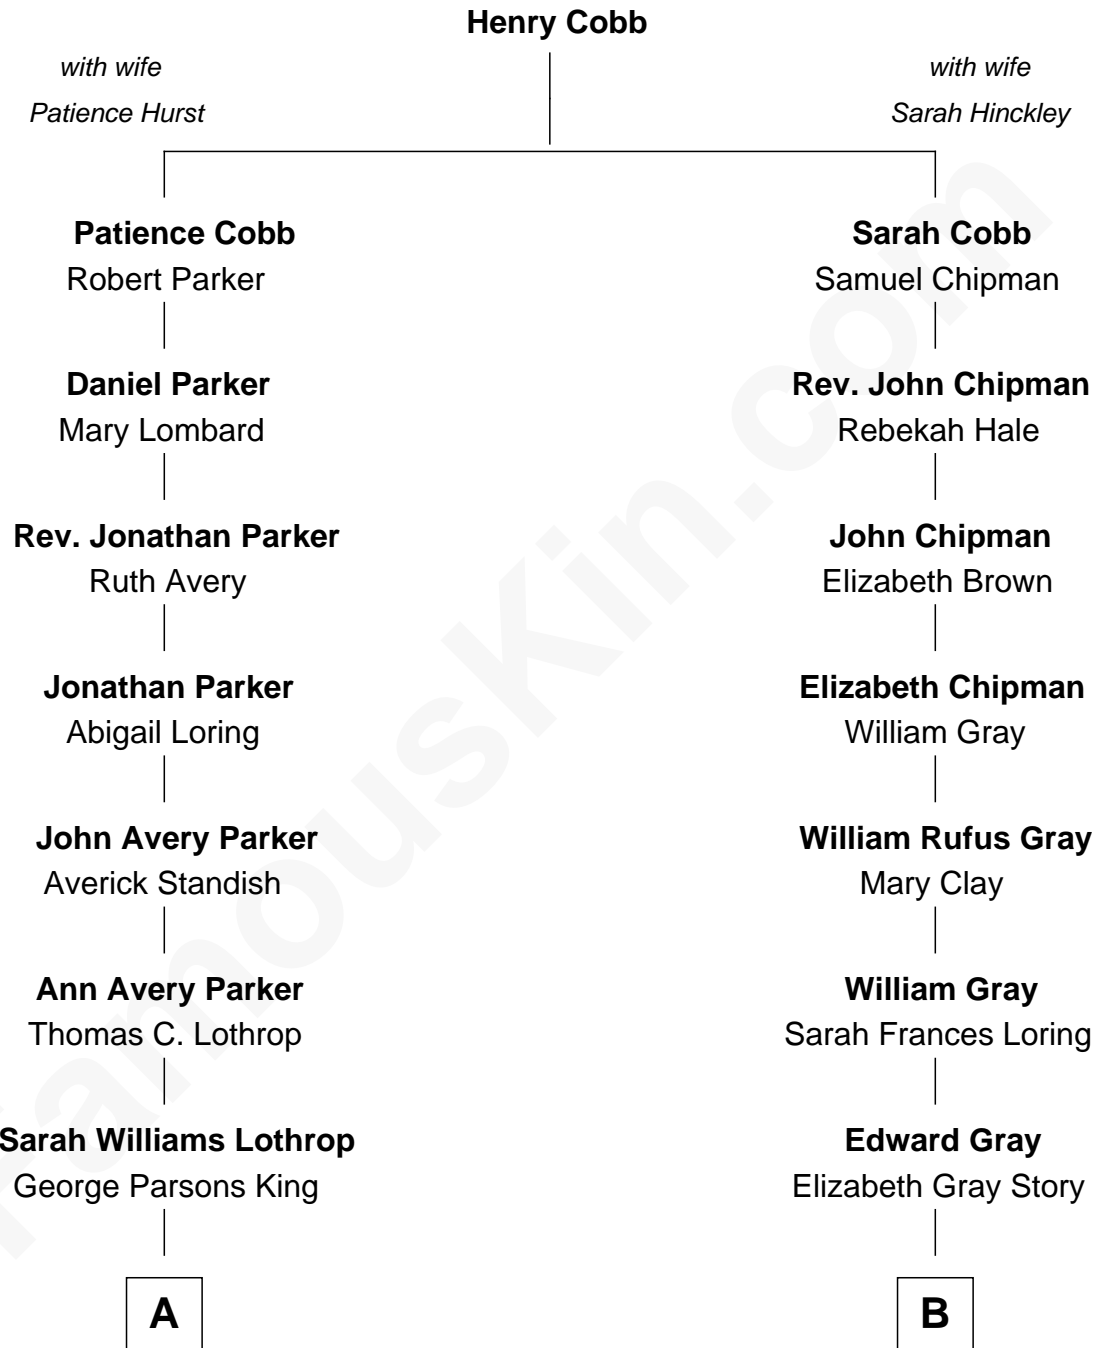 Henry Cobb
with wife
Patience Hurst
with wife
Sarah Hinckley
Patience Cobb
Robert Parker
Sarah Cobb
Samuel Chipman
Daniel Parker
Mary Lombard
Rev. John Chipman
Rebekah Hale
Rev. Jonathan Parker
Ruth Avery
John Chipman
Elizabeth Brown
Jonathan Parker
Abigail Loring
Elizabeth Chipman
William Gray
John Avery Parker
Averick Standish
William Rufus Gray
Mary Clay
Ann Avery Parker
Thomas C. Lothrop
William Gray
Sarah Frances Loring
Sarah Williams Lothrop
George Parsons King
Edward Gray
Elizabeth Gray Story
A
B
FamousKin.com